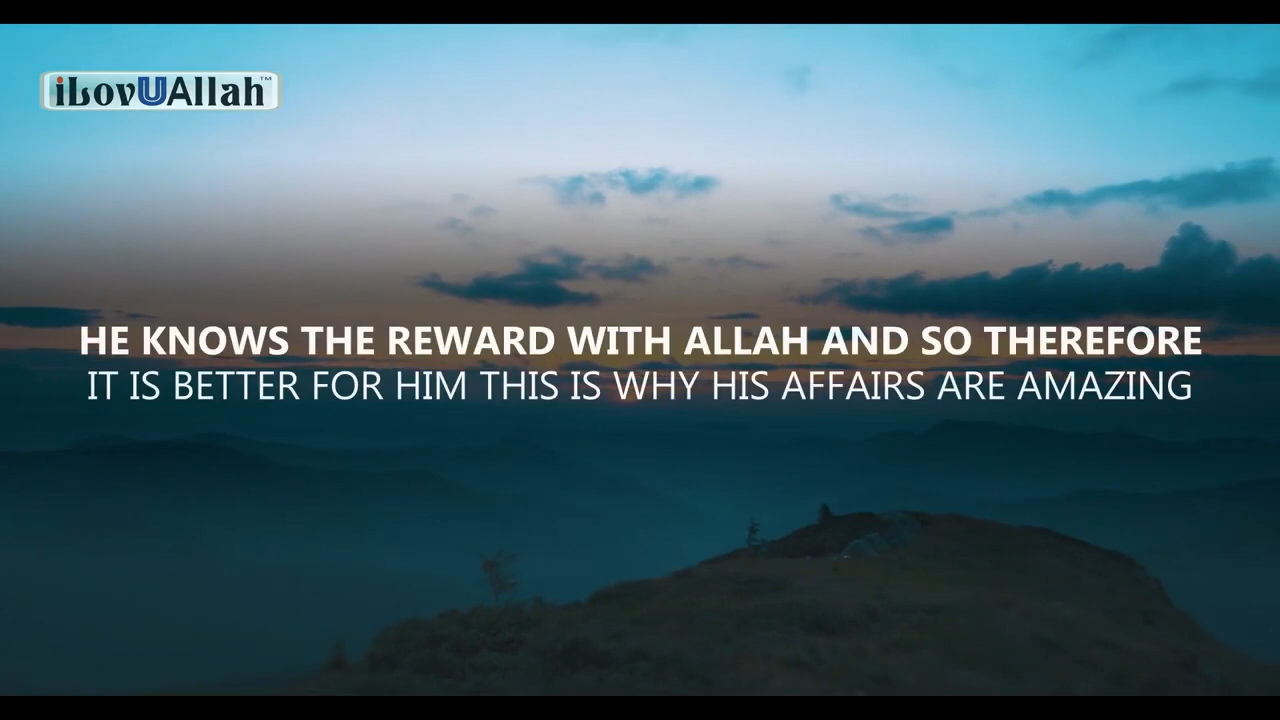 iLovUAllah™
HE KNOWS THE REWARD WITH ALLAH AND SO THEREFORE
IT IS BETTER FOR HIM THIS IS WHY HIS AFFAIRS ARE AMAZING